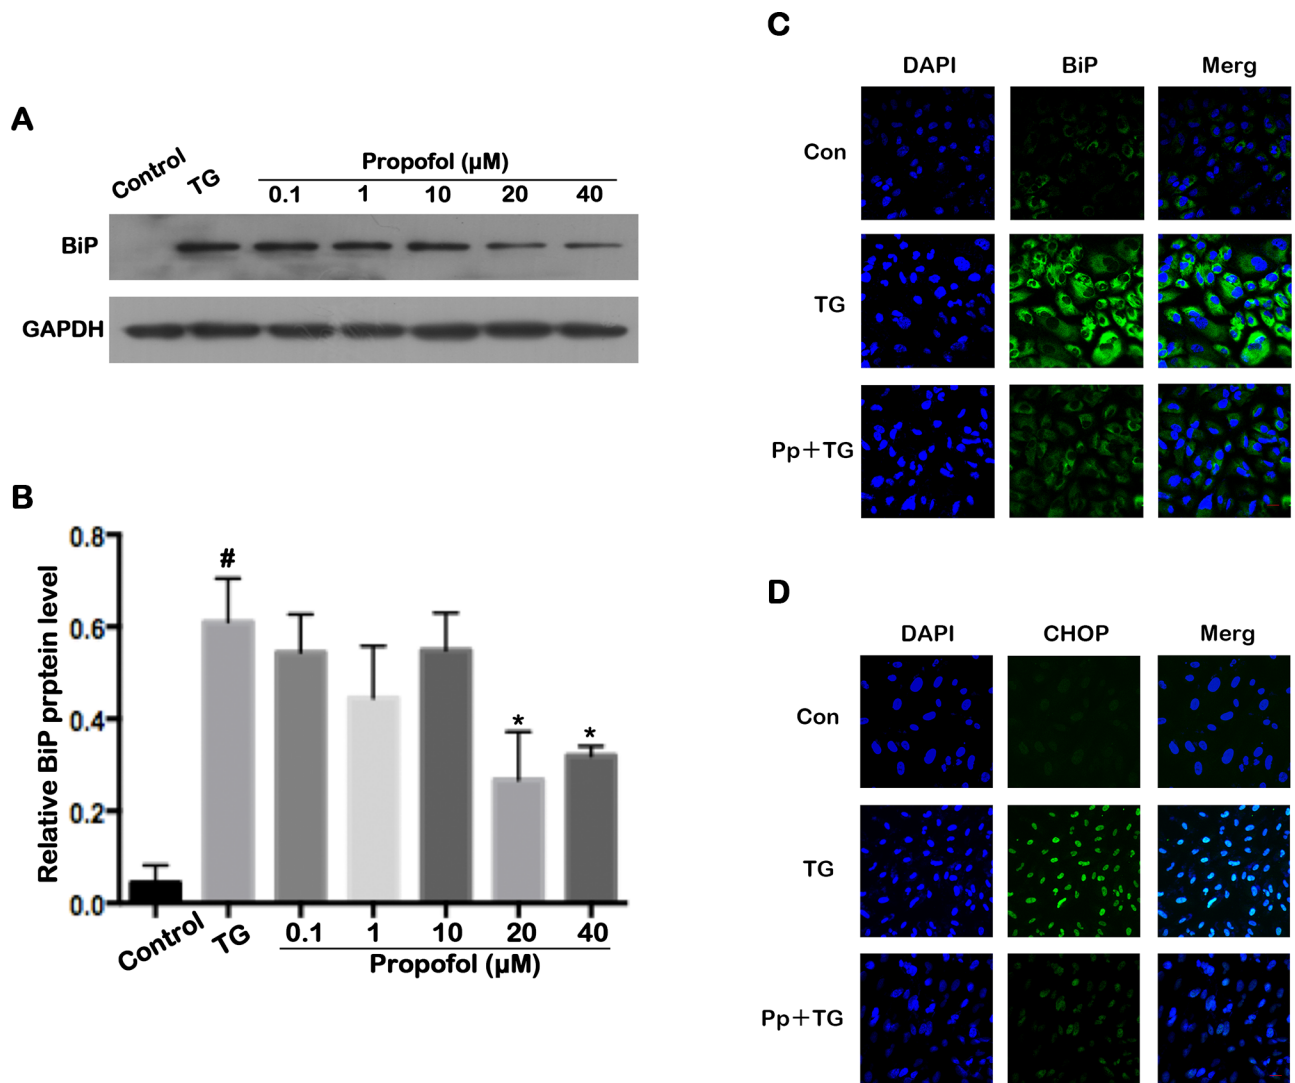 A
Control TG Propofol (μM)
0.1 1 10 20 40
BiP
GAPDH
B
Relative BiP prptein level
0.8
0.6
0.4
0.2
0.0
#
*
*
Control TG 0.1 1 10 20 40
Propofol (μM)
C
DAPI BiP Merg
Con
TG
Pp+TG
D
DAPI CHOP Merg
Con
TG
Pp+TG